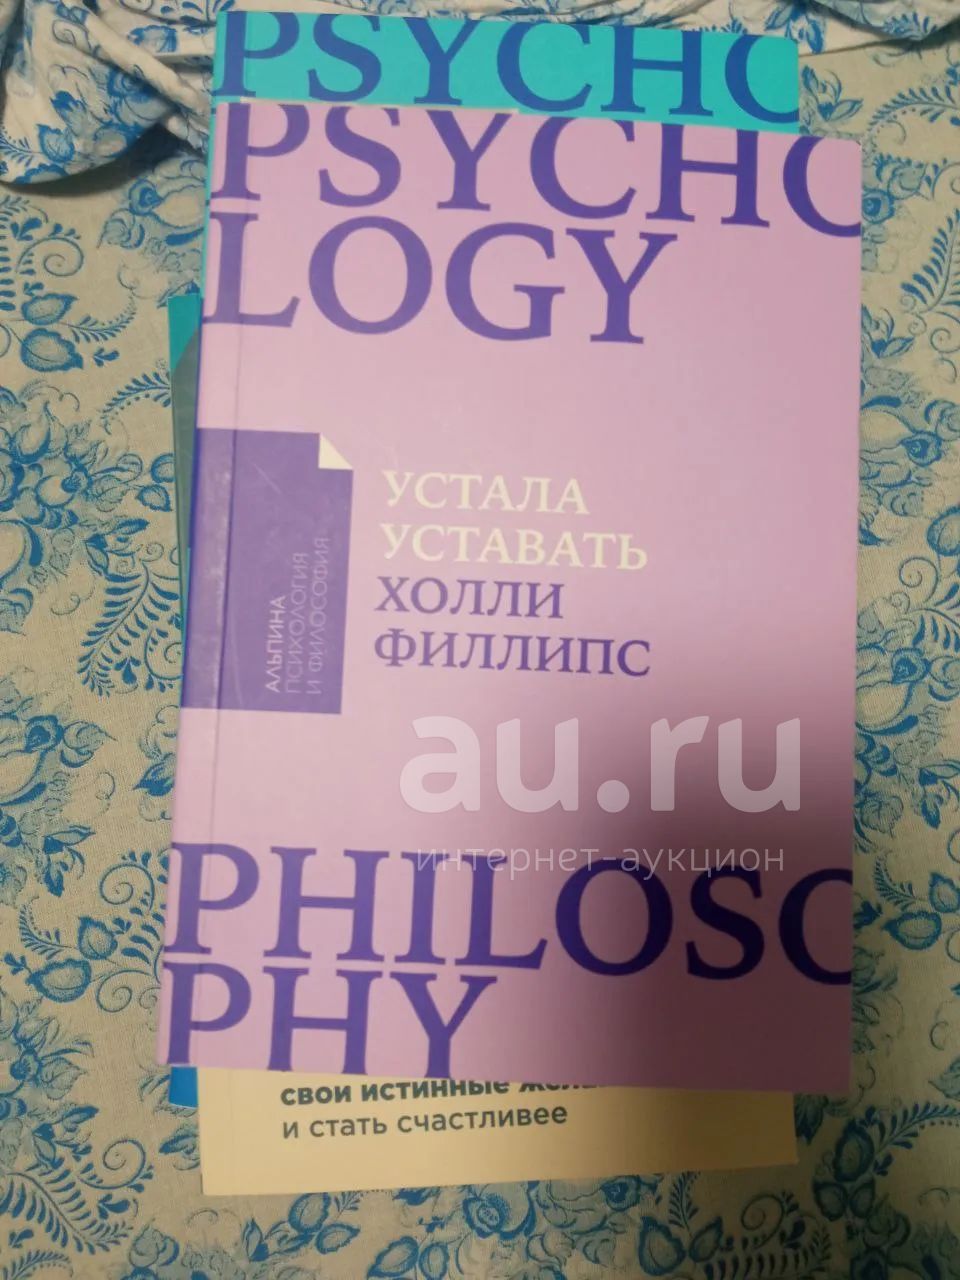 PSYCHO
PSYCHO
LOGY
УСТАЛА
УСТАВАТЬ
ХОЛЛИ
ФИЛЛИПС
АЛЬПИНА
ПСИХОЛОГИЯ
И ФИЛОСОФИЯ
au.ru
интернет-аукцион
PHILOSO
PHY
свои истинные
и стать счастливее